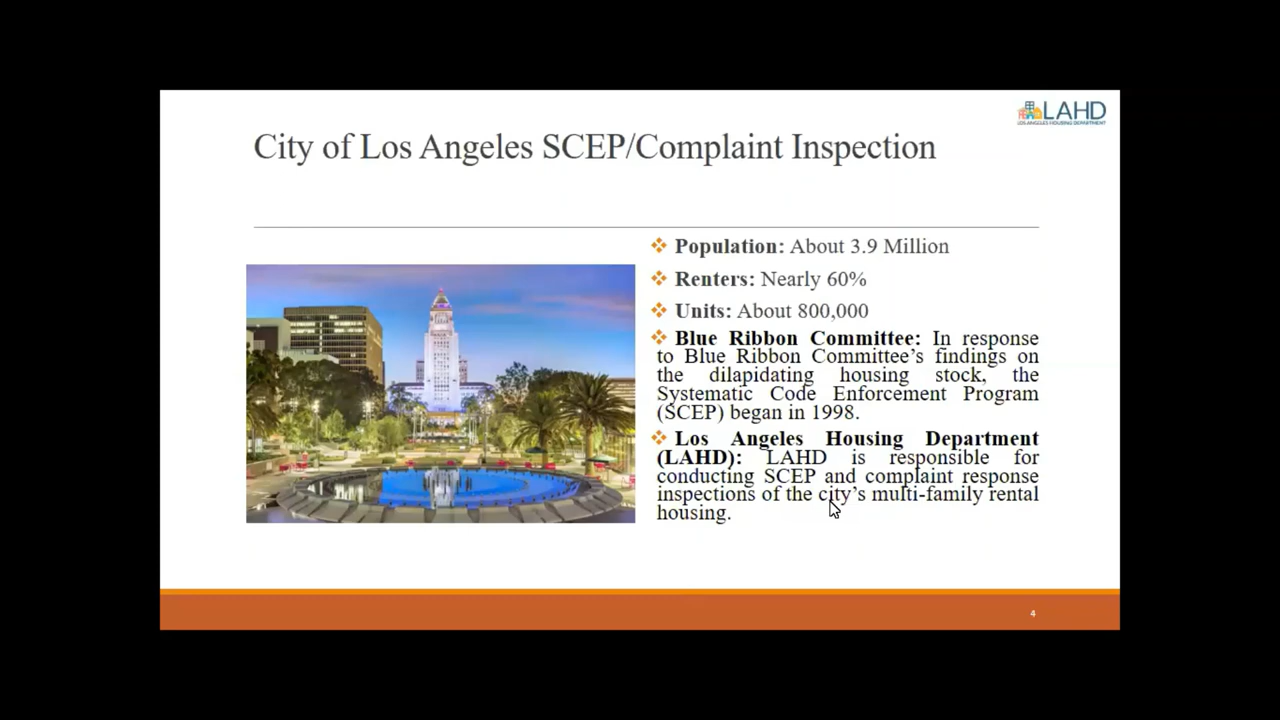 LAHD
LOS ANGELES HOUSING DEPARTMENT
City of Los Angeles SCEP/Complaint Inspection
Population: About 3.9 Million
Renters: Nearly 60%
Units: About 800,000
Blue Ribbon Committee: In response
to Blue Ribbon Committee’s findings on
the dilapidating housing stock, the
Systematic Code Enforcement Program
(SCEP) began in 1998.
Los Angeles Housing Department
(LAHD): LAHD is responsible for
conducting SCEP and complaint response
inspections of the city’s multi-family rental
housing.
4